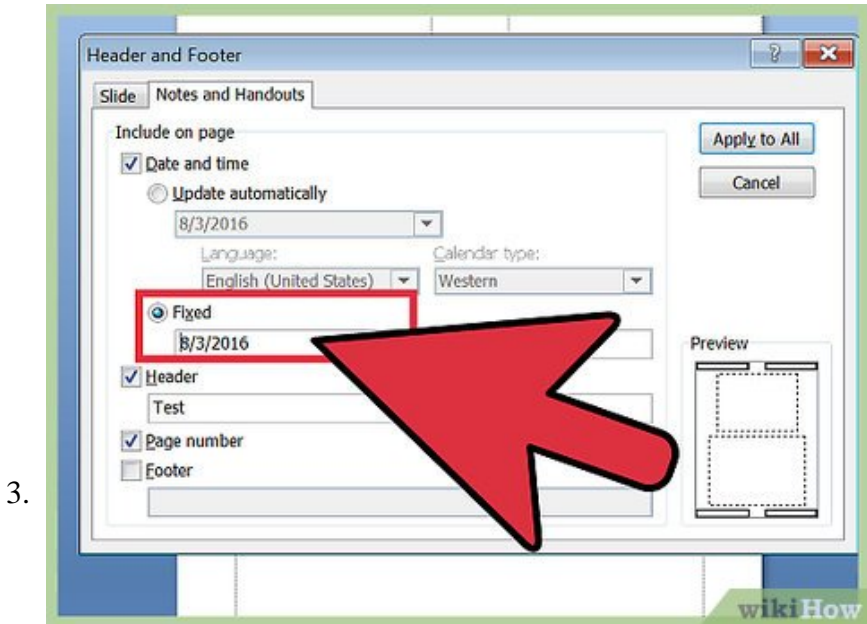 Header and Footer
Slide Notes and Handouts
Include on page
Apply to All
Date and time
Cancel
Update automatically
8/3/2016
Language: Calendar type:
English (United States) Western
Fixed
8/3/2016
Preview
Header
Test
Page number
Footer
3.
wikiHow